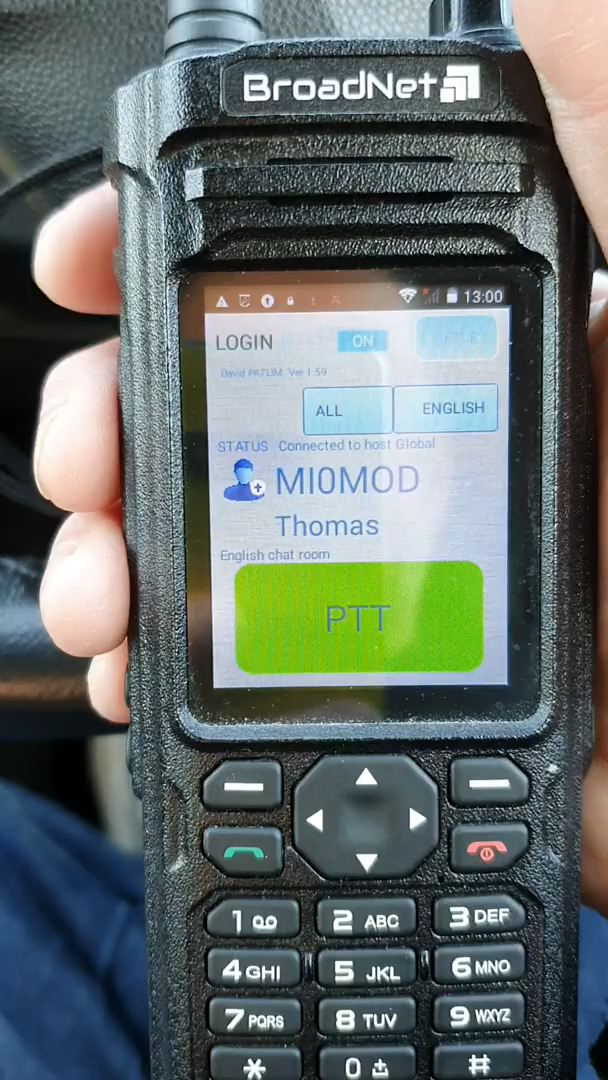 BroadNet
13:00
LOGIN ON
David PA7LIM Ver 1.59
ALL ENGLISH
STATUS Connected to host Global
MI0MOD
Thomas
English chat room
PTT
1 2 ABC 3 DEF
4 GHI 5 JKL 6 MNO
7 PQRS 8 TUV 9 WXYZ
* 0 #